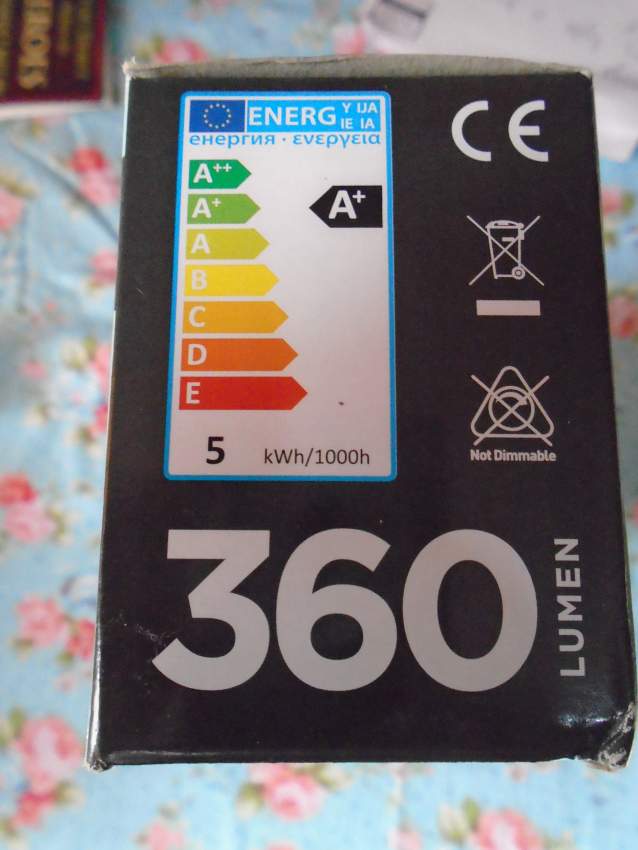 ENERG Y IJA
IE IA
енергия · ενεργεια
A++
A+
A+
A
B
C
D
E
5 kWh/1000h
CE
Not Dimmable
360
LUMEN